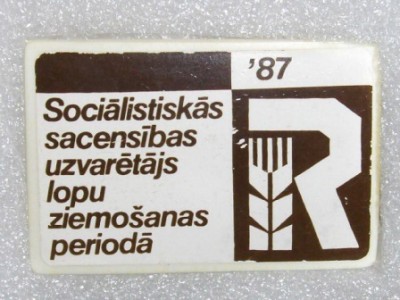 '87
Sociālistiskās
sacensības
uzvarētājs
lopu
ziemošanas
periodā
R